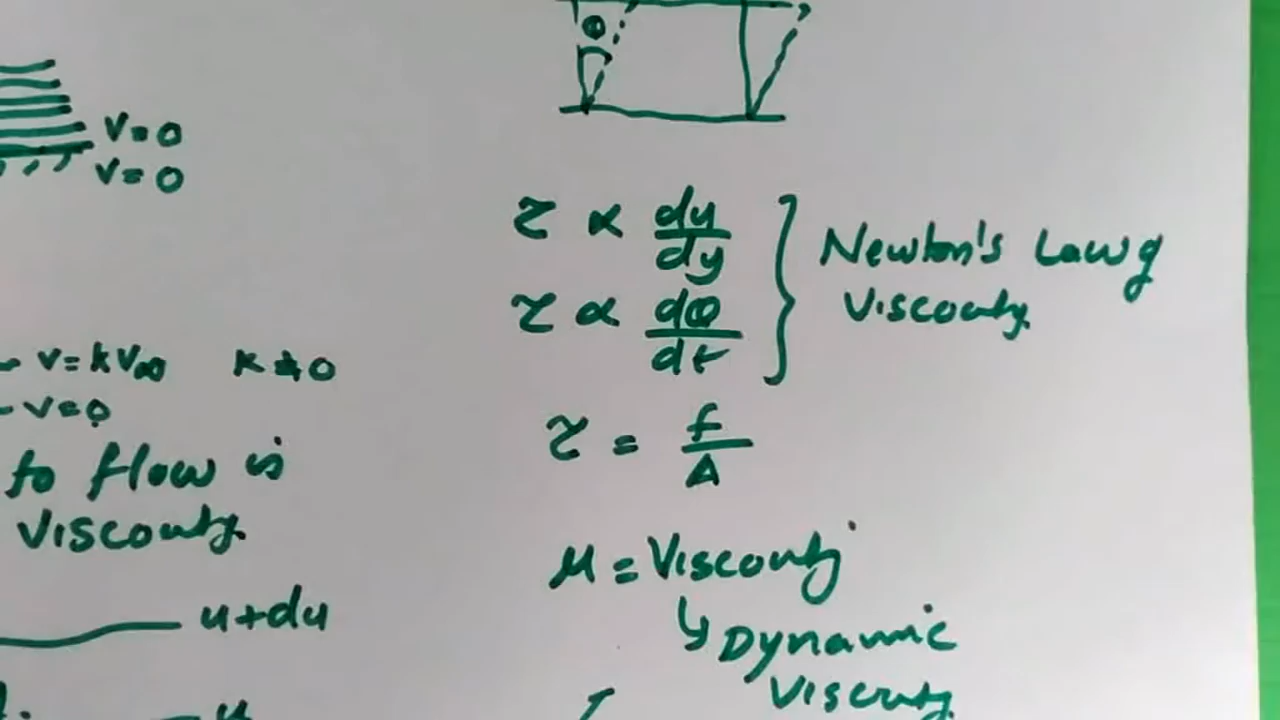 θ
V=0
V=0
τ ∝ du/dy
τ ∝ dθ/dt
Newton's Law of Viscosity
V=kV∞ K≠0
V=0
τ = f/A
to flow is
Viscosity
μ = Viscosity
↳ Dynamic
Viscosity
u+du
u